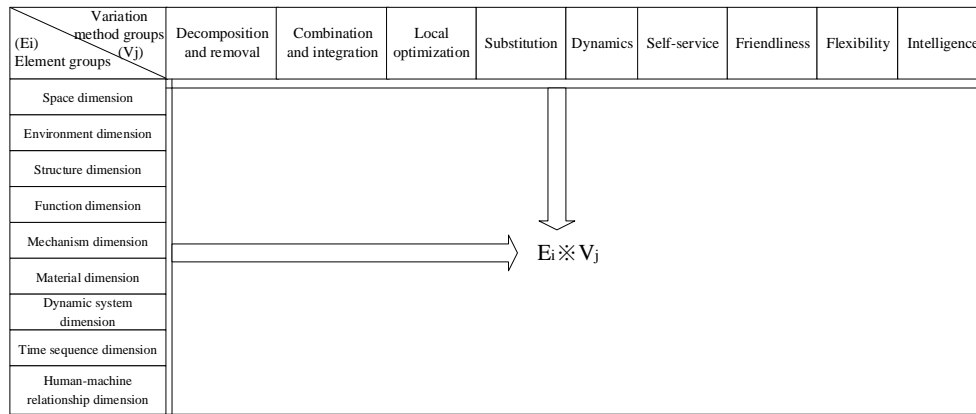 Variation
method groups
(Vj)
(Ei)
Element groups
Decomposition
and removal
Combination
and integration
Local
optimization
Substitution
Dynamics
Self-service
Friendliness
Flexibility
Intelligence
Space dimension
Environment dimension
Structure dimension
Function dimension
Mechanism dimension
Material dimension
Dynamic system
dimension
Time sequence dimension
Human-machine
relationship dimension
Ei※Vj